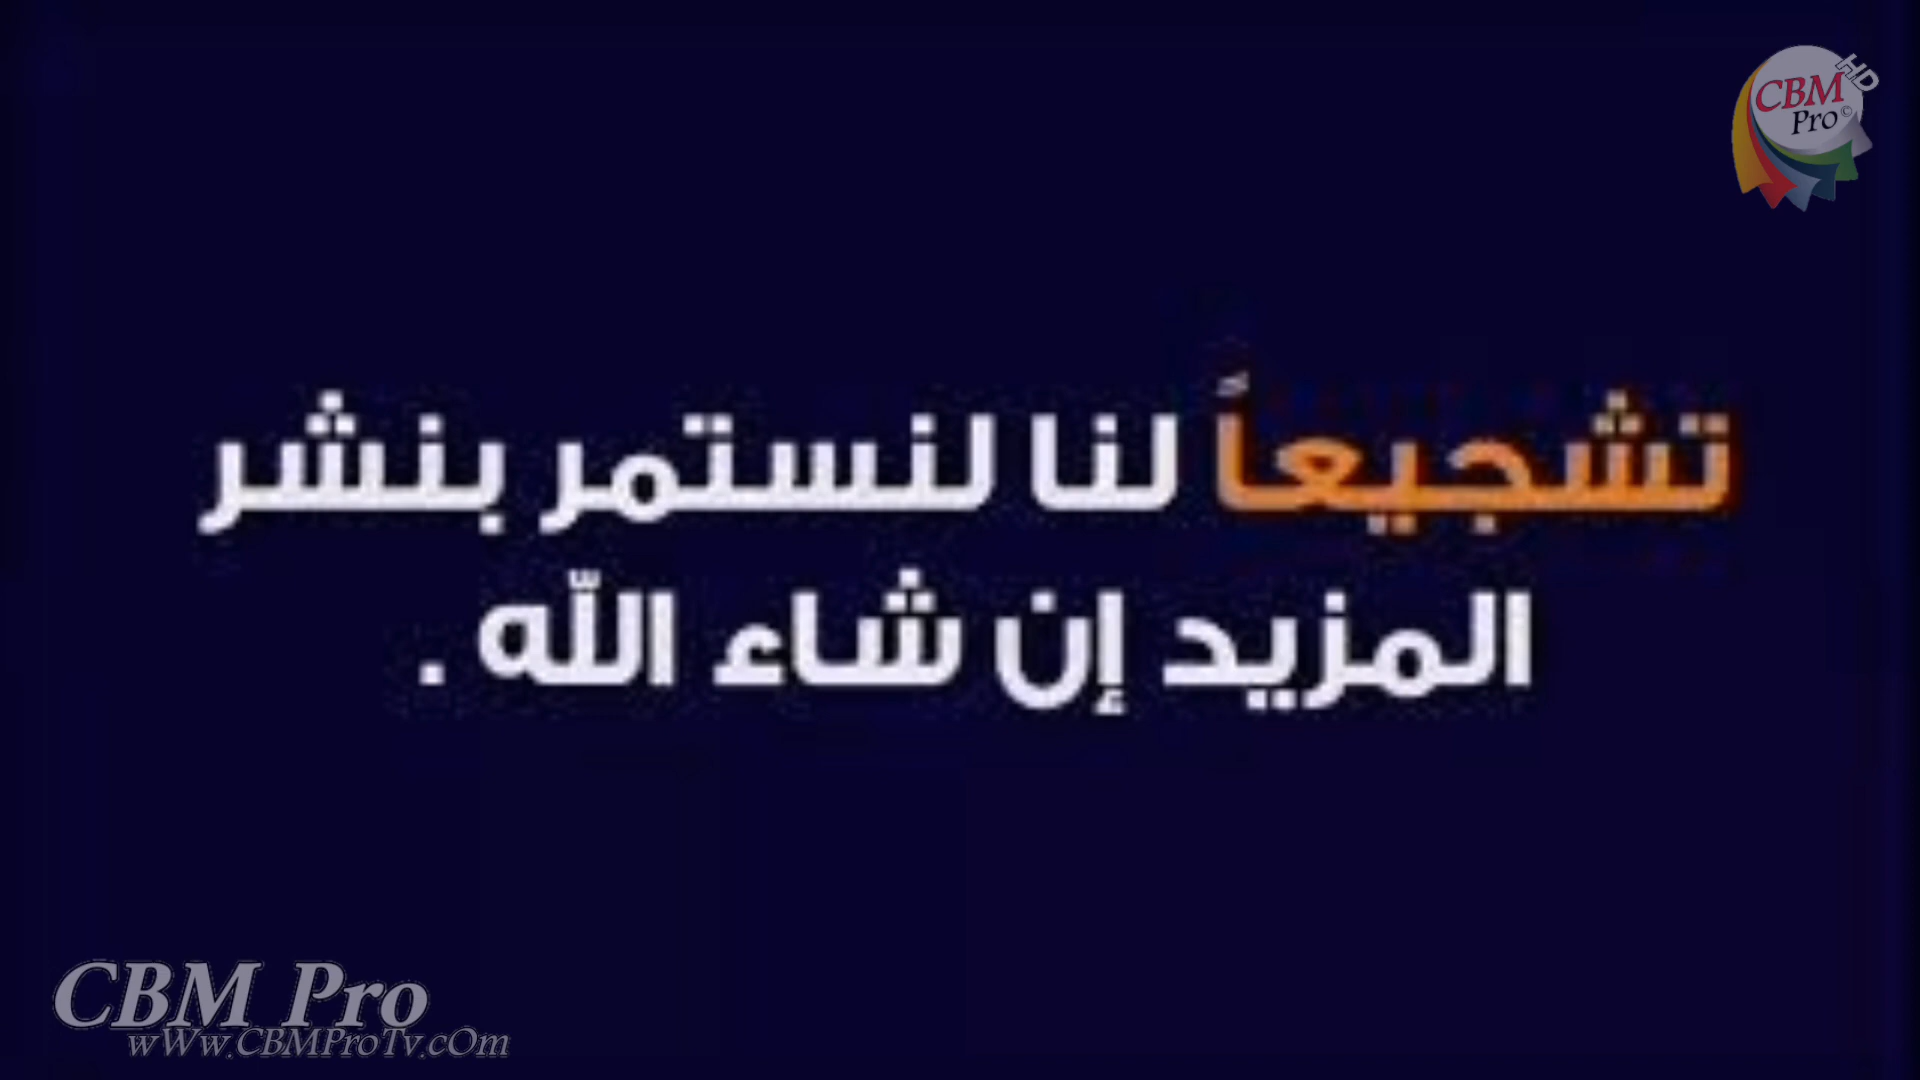 CBM
HD
Pro©
تشجيعاً لنا لنستمر بنشر
المزيد إن شاء الله .
CBM Pro
wWw.CBMProTv.cOm